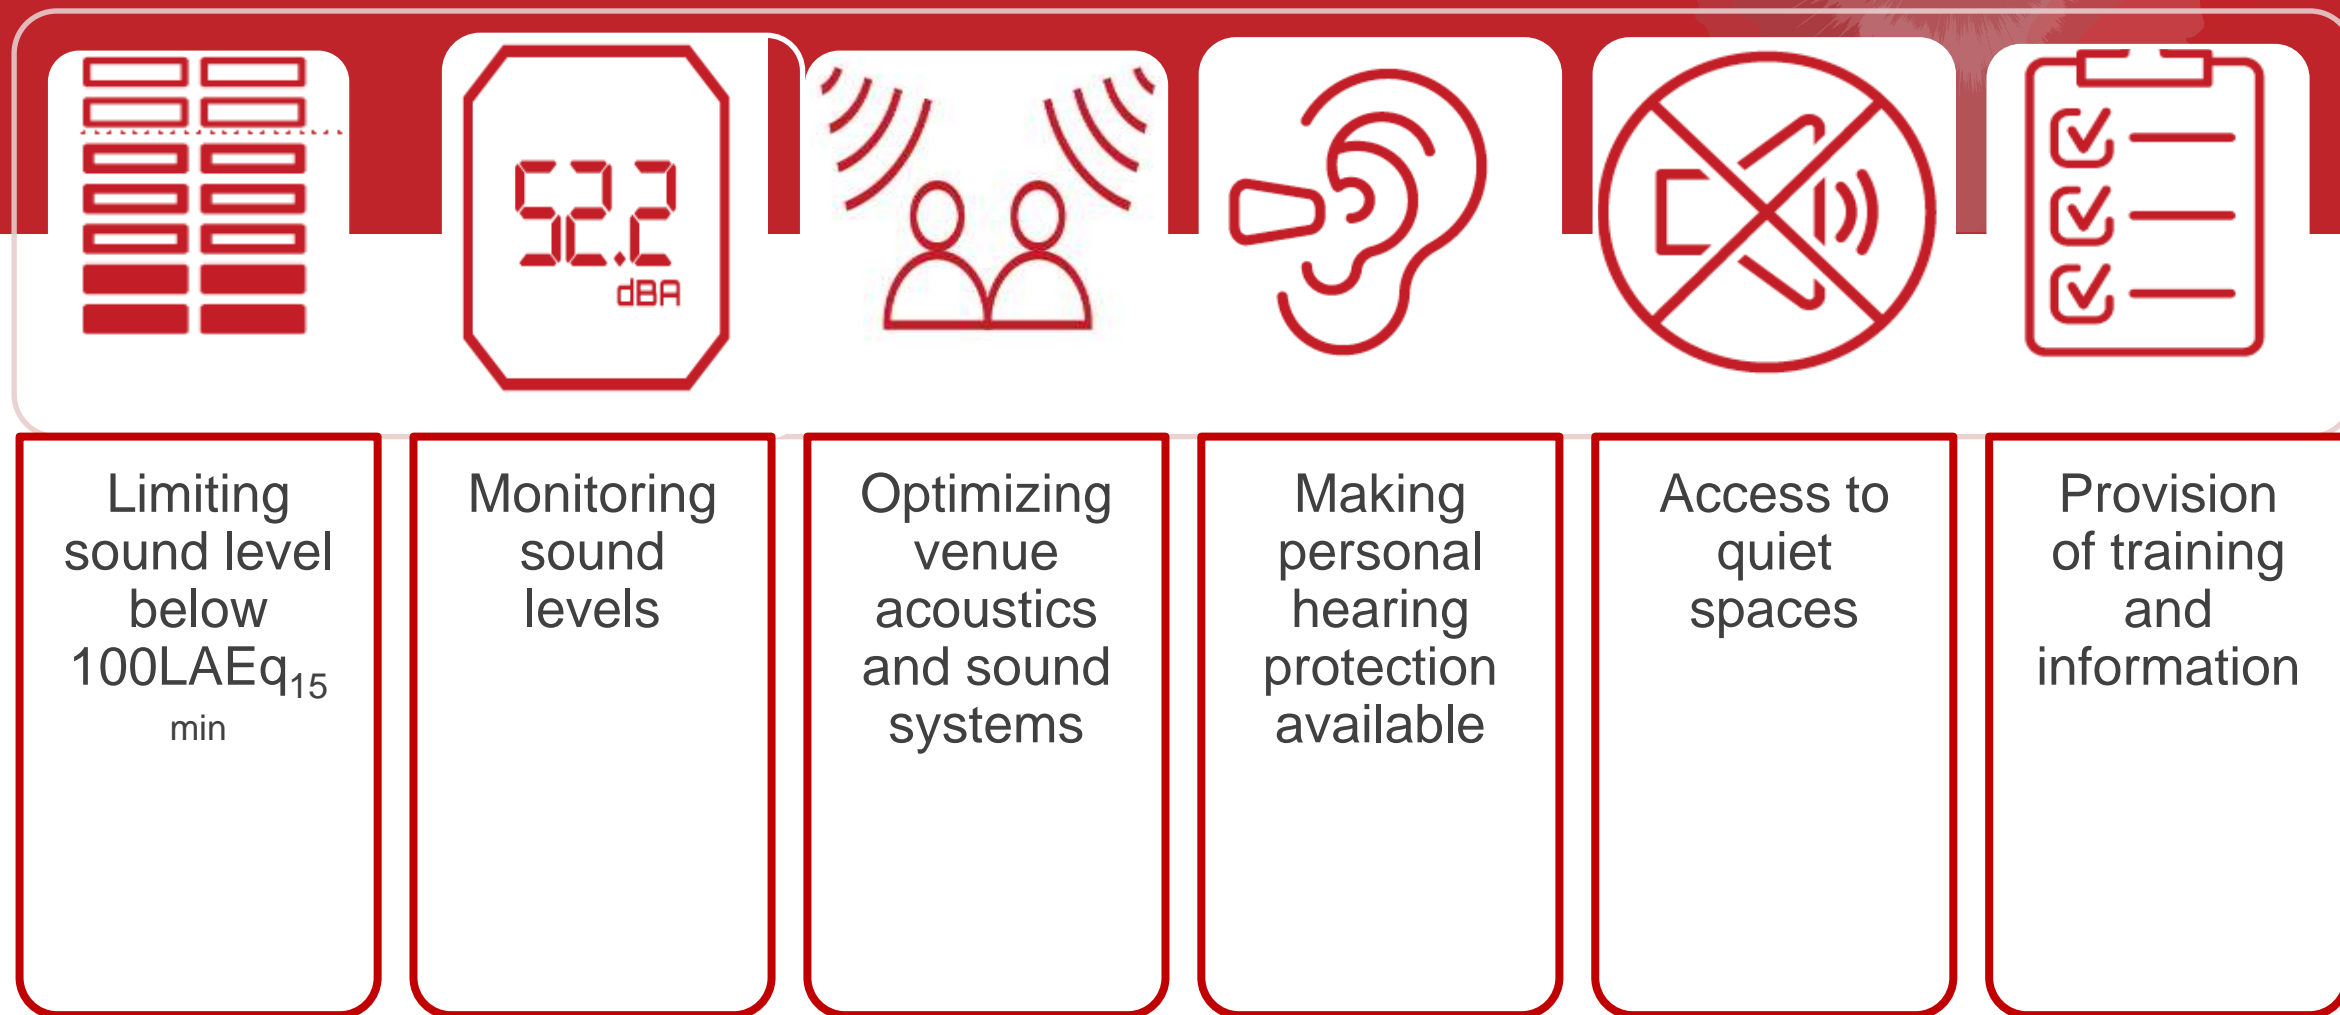 52.2
dBA
Limiting
sound level
below
100LAEq15
min
Monitoring
sound
levels
Optimizing
venue
acoustics
and sound
systems
Making
personal
hearing
protection
available
Access to
quiet
spaces
Provision
of training
and
information